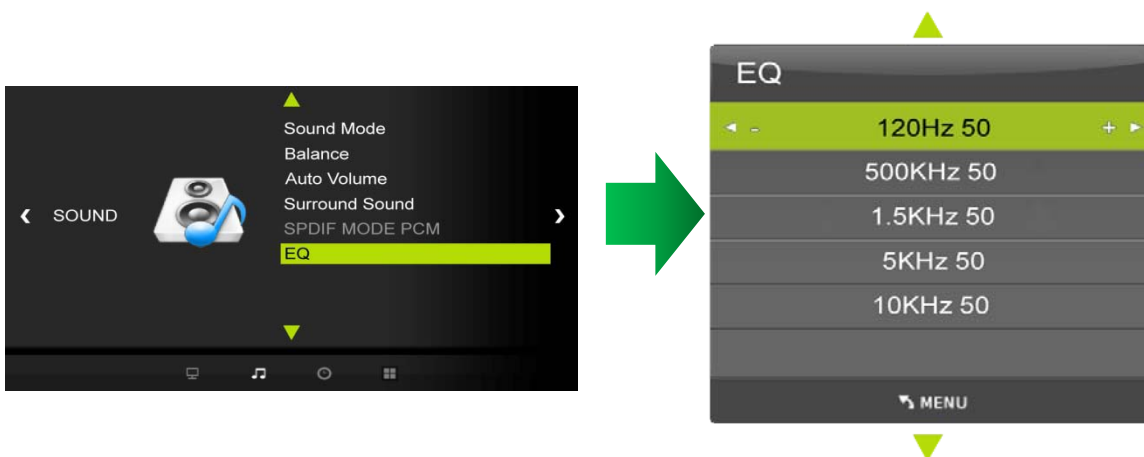 SOUND
Sound Mode
Balance
Auto Volume
Surround Sound
SPDIF MODE PCM
EQ
EQ
- 120Hz 50 +
500KHz 50
1.5KHz 50
5KHz 50
10KHz 50
MENU